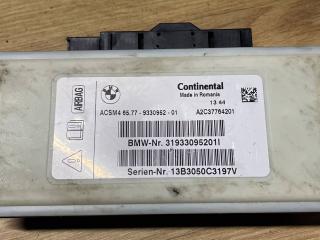 BMW
Continental
Made in Romania
13 44
AIRBAG
ACSM4 65.77 - 9330952 - 01
A2C37764201
BMW-Nr. 31933095201I
Serien-Nr. 13B3050C3197V